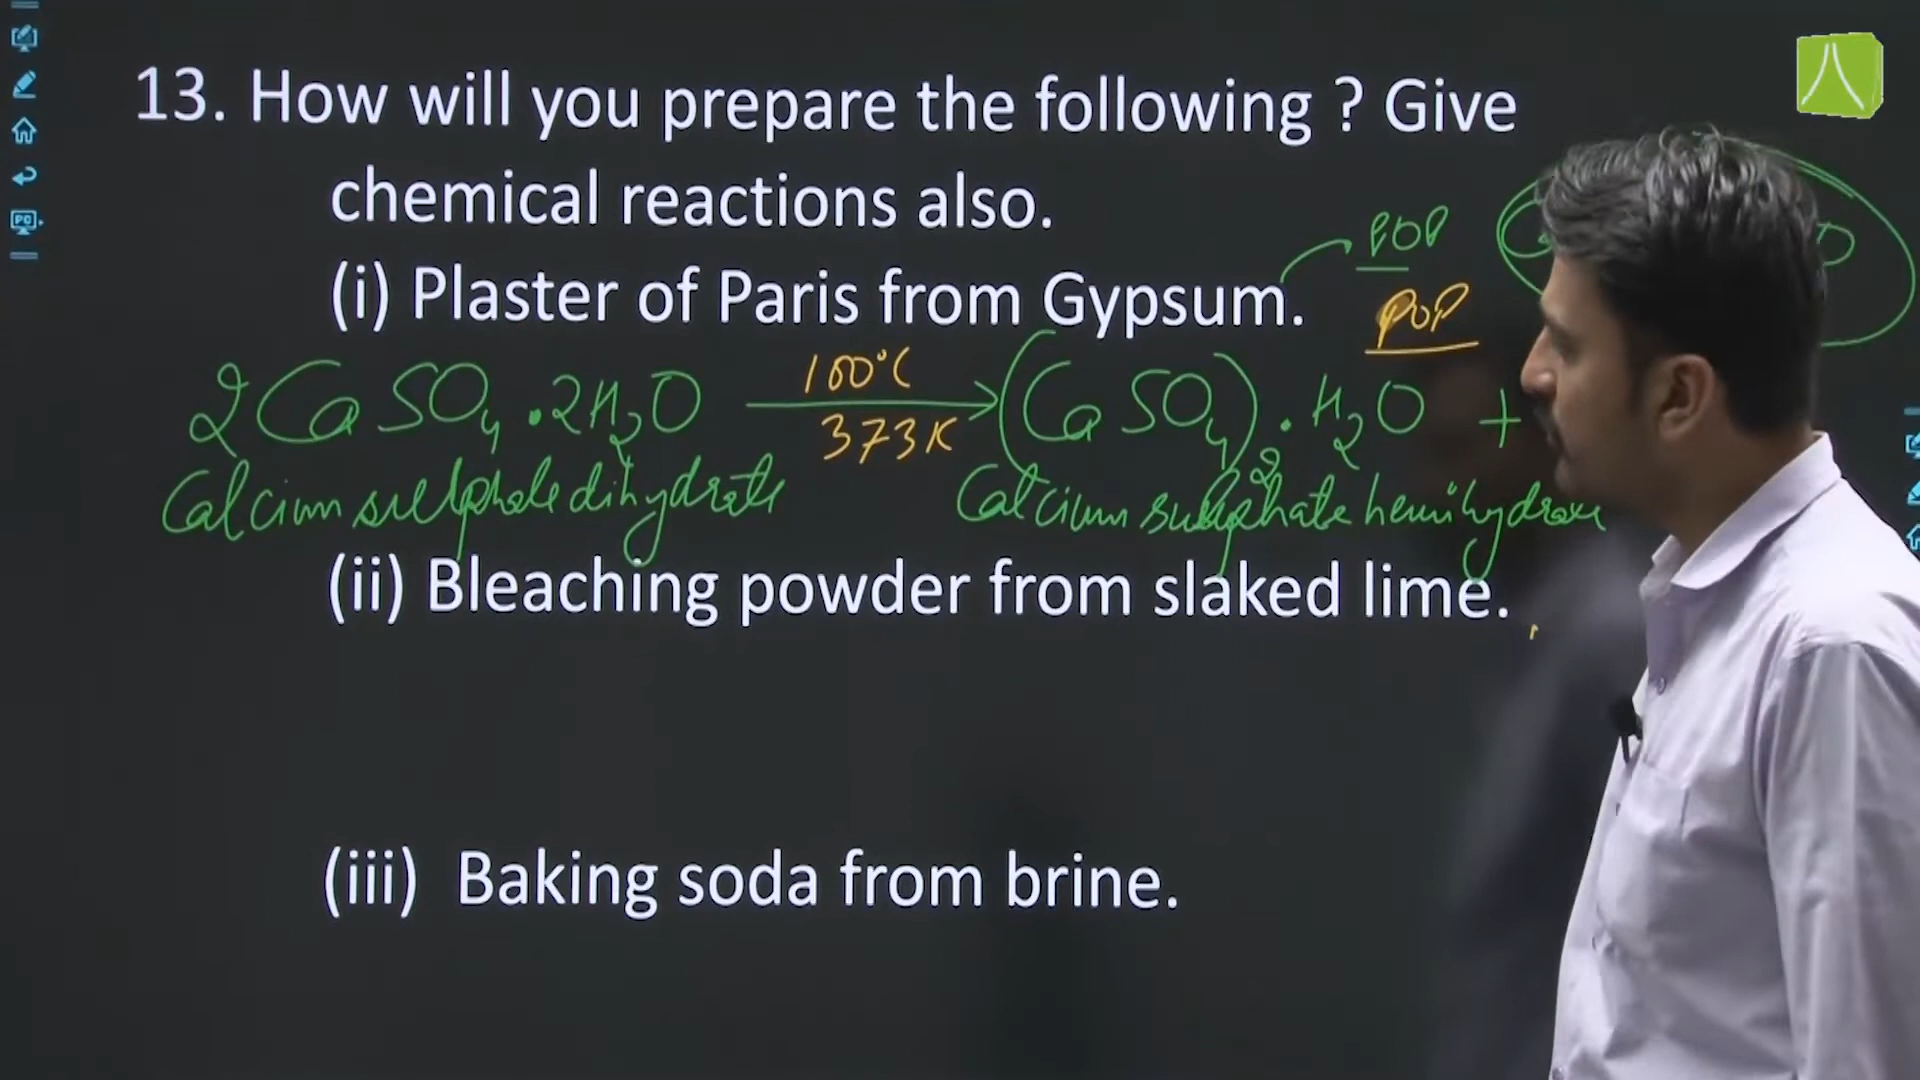 13. How will you prepare the following ? Give
chemical reactions also.
POP
(i) Plaster of Paris from Gypsum.
POP
100°C
2CaSO₄.2H₂O → (CaSO₄)₂.H₂O +
373K
Calcium sulphate dihydrate Calcium sulphate hemihydrate
(ii) Bleaching powder from slaked lime.
(iii) Baking soda from brine.